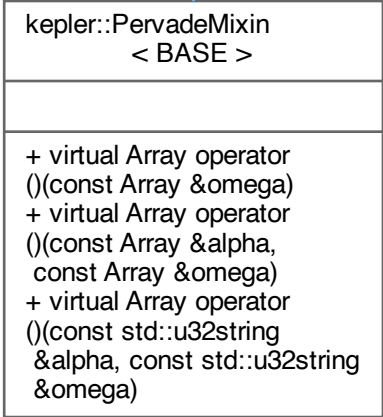 kepler::PervadeMixin
< BASE >
+ virtual Array operator
()(const Array &omega)
+ virtual Array operator
()(const Array &alpha,
const Array &omega)
+ virtual Array operator
()(const std::u32string
&alpha, const std::u32string
&omega)